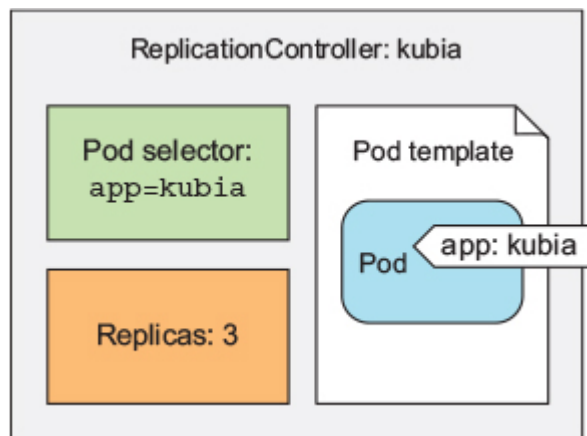 ReplicationController: kubia
Pod selector:
app=kubia
Replicas: 3
Pod template
Pod
app: kubia